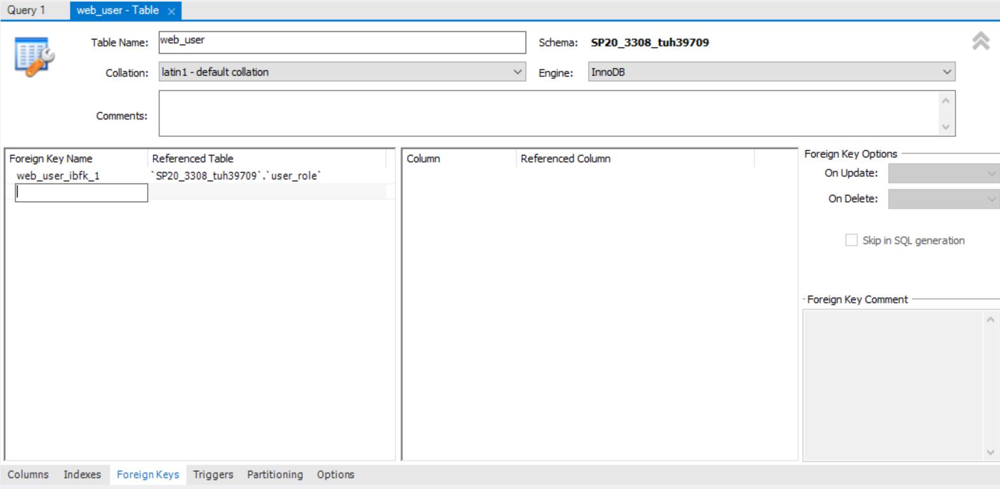 Query 1 web_user - Table ×
Table Name: web_user Schema: SP20_3308_tuh39709
Collation: latin1 - default collation Engine: InnoDB
Comments:
Foreign Key Name Referenced Table Column Referenced Column Foreign Key Options
web_user_ibfk_1 `SP20_3308_tuh39709`.`user_role` On Update:
On Delete:
Skip in SQL generation
Foreign Key Comment
Columns Indexes Foreign Keys Triggers Partitioning Options